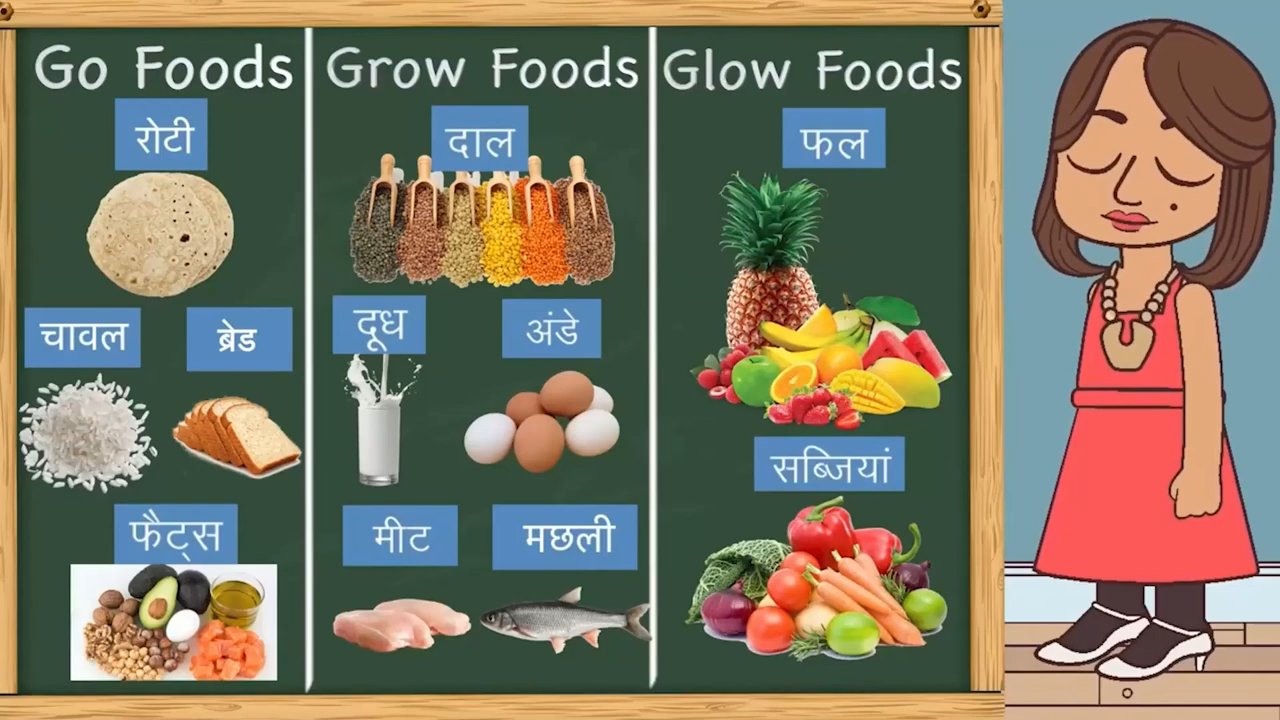 Go Foods
रोटी
चावल
ब्रेड
फैट्स
Grow Foods
दाल
दूध
अंडे
मीट
मछली
Glow Foods
फल
सब्जियां